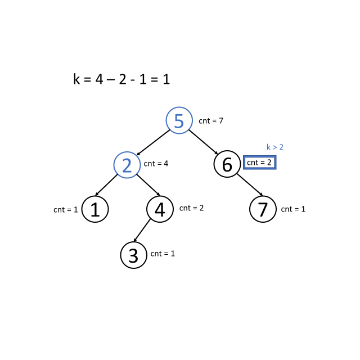 k = 4 – 2 - 1 = 1
5 cnt = 7
k > 2
2 cnt = 4
6 cnt = 2
cnt = 1 1
4 cnt = 2
7 cnt = 1
3 cnt = 1